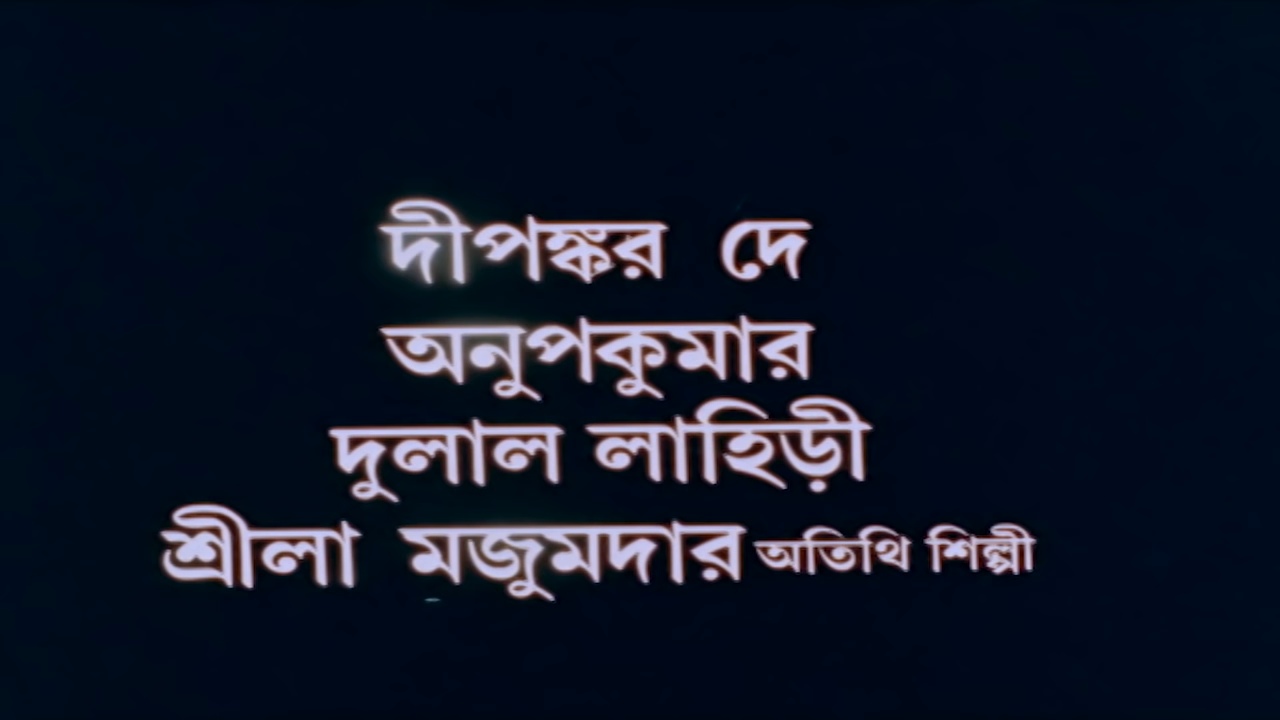 দীপঙ্কর দে
অনুপকুমার
দুলাল লাহিড়ী
শ্রীলা মজুমদার অতিথি শিল্পী